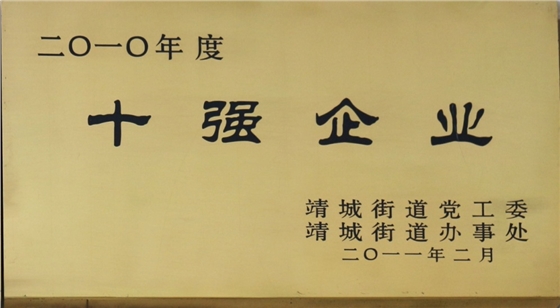 二〇一〇年度
十强企业
靖城街道党工委
靖城街道办事处
二〇一一年二月